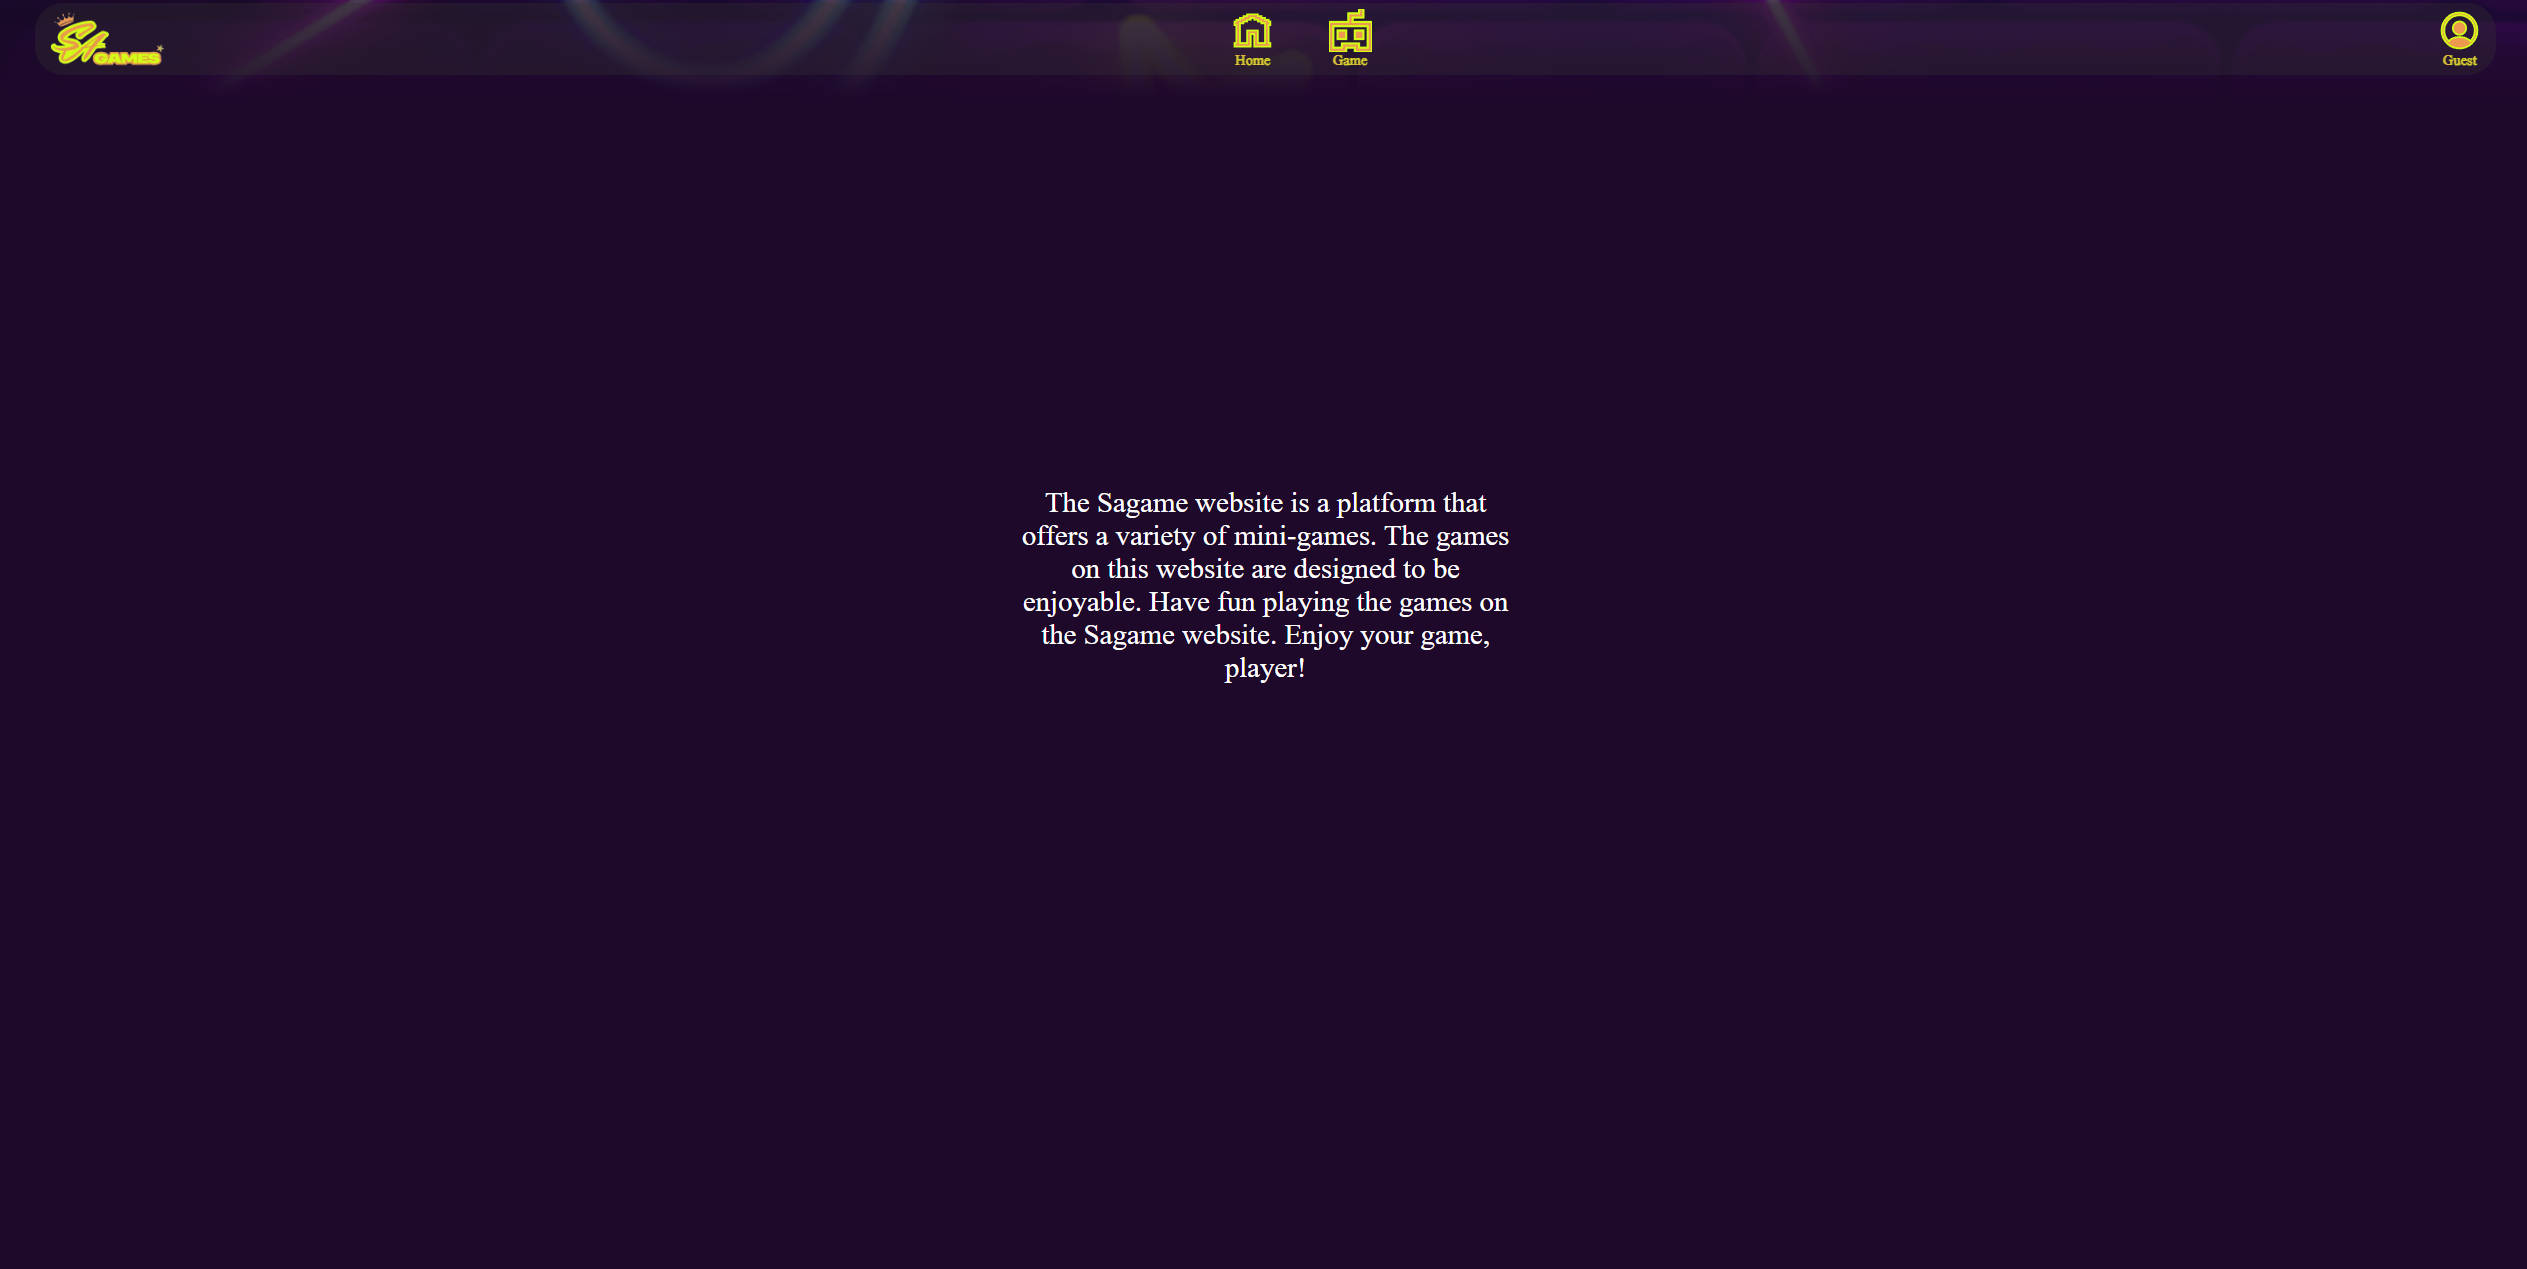 SA GAMES
Home
Game
Guest
The Sagame website is a platform that
offers a variety of mini-games. The games
on this website are designed to be
enjoyable. Have fun playing the games on
the Sagame website. Enjoy your game,
player!